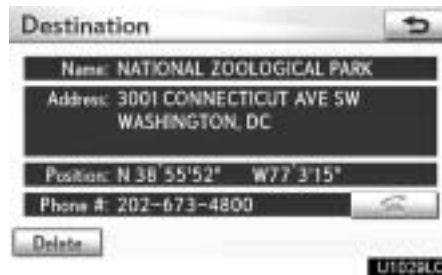 Destination
Name: NATIONAL ZOOLOGICAL PARK
Address: 3001 CONNECTICUT AVE SW
WASHINGTON, DC
Position: N 38°55'52" W77°3'15"
Phone #: 202-673-4800
Delete
U1029LC